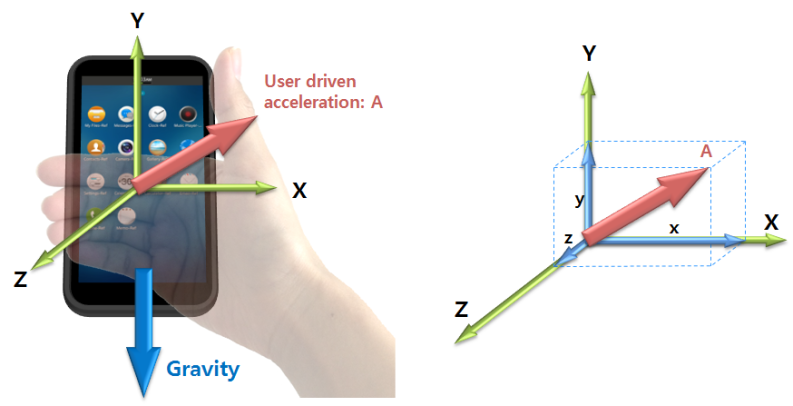 Y
User driven
acceleration: A
X
Z
Gravity
Y
A
y
z
x
X
Z